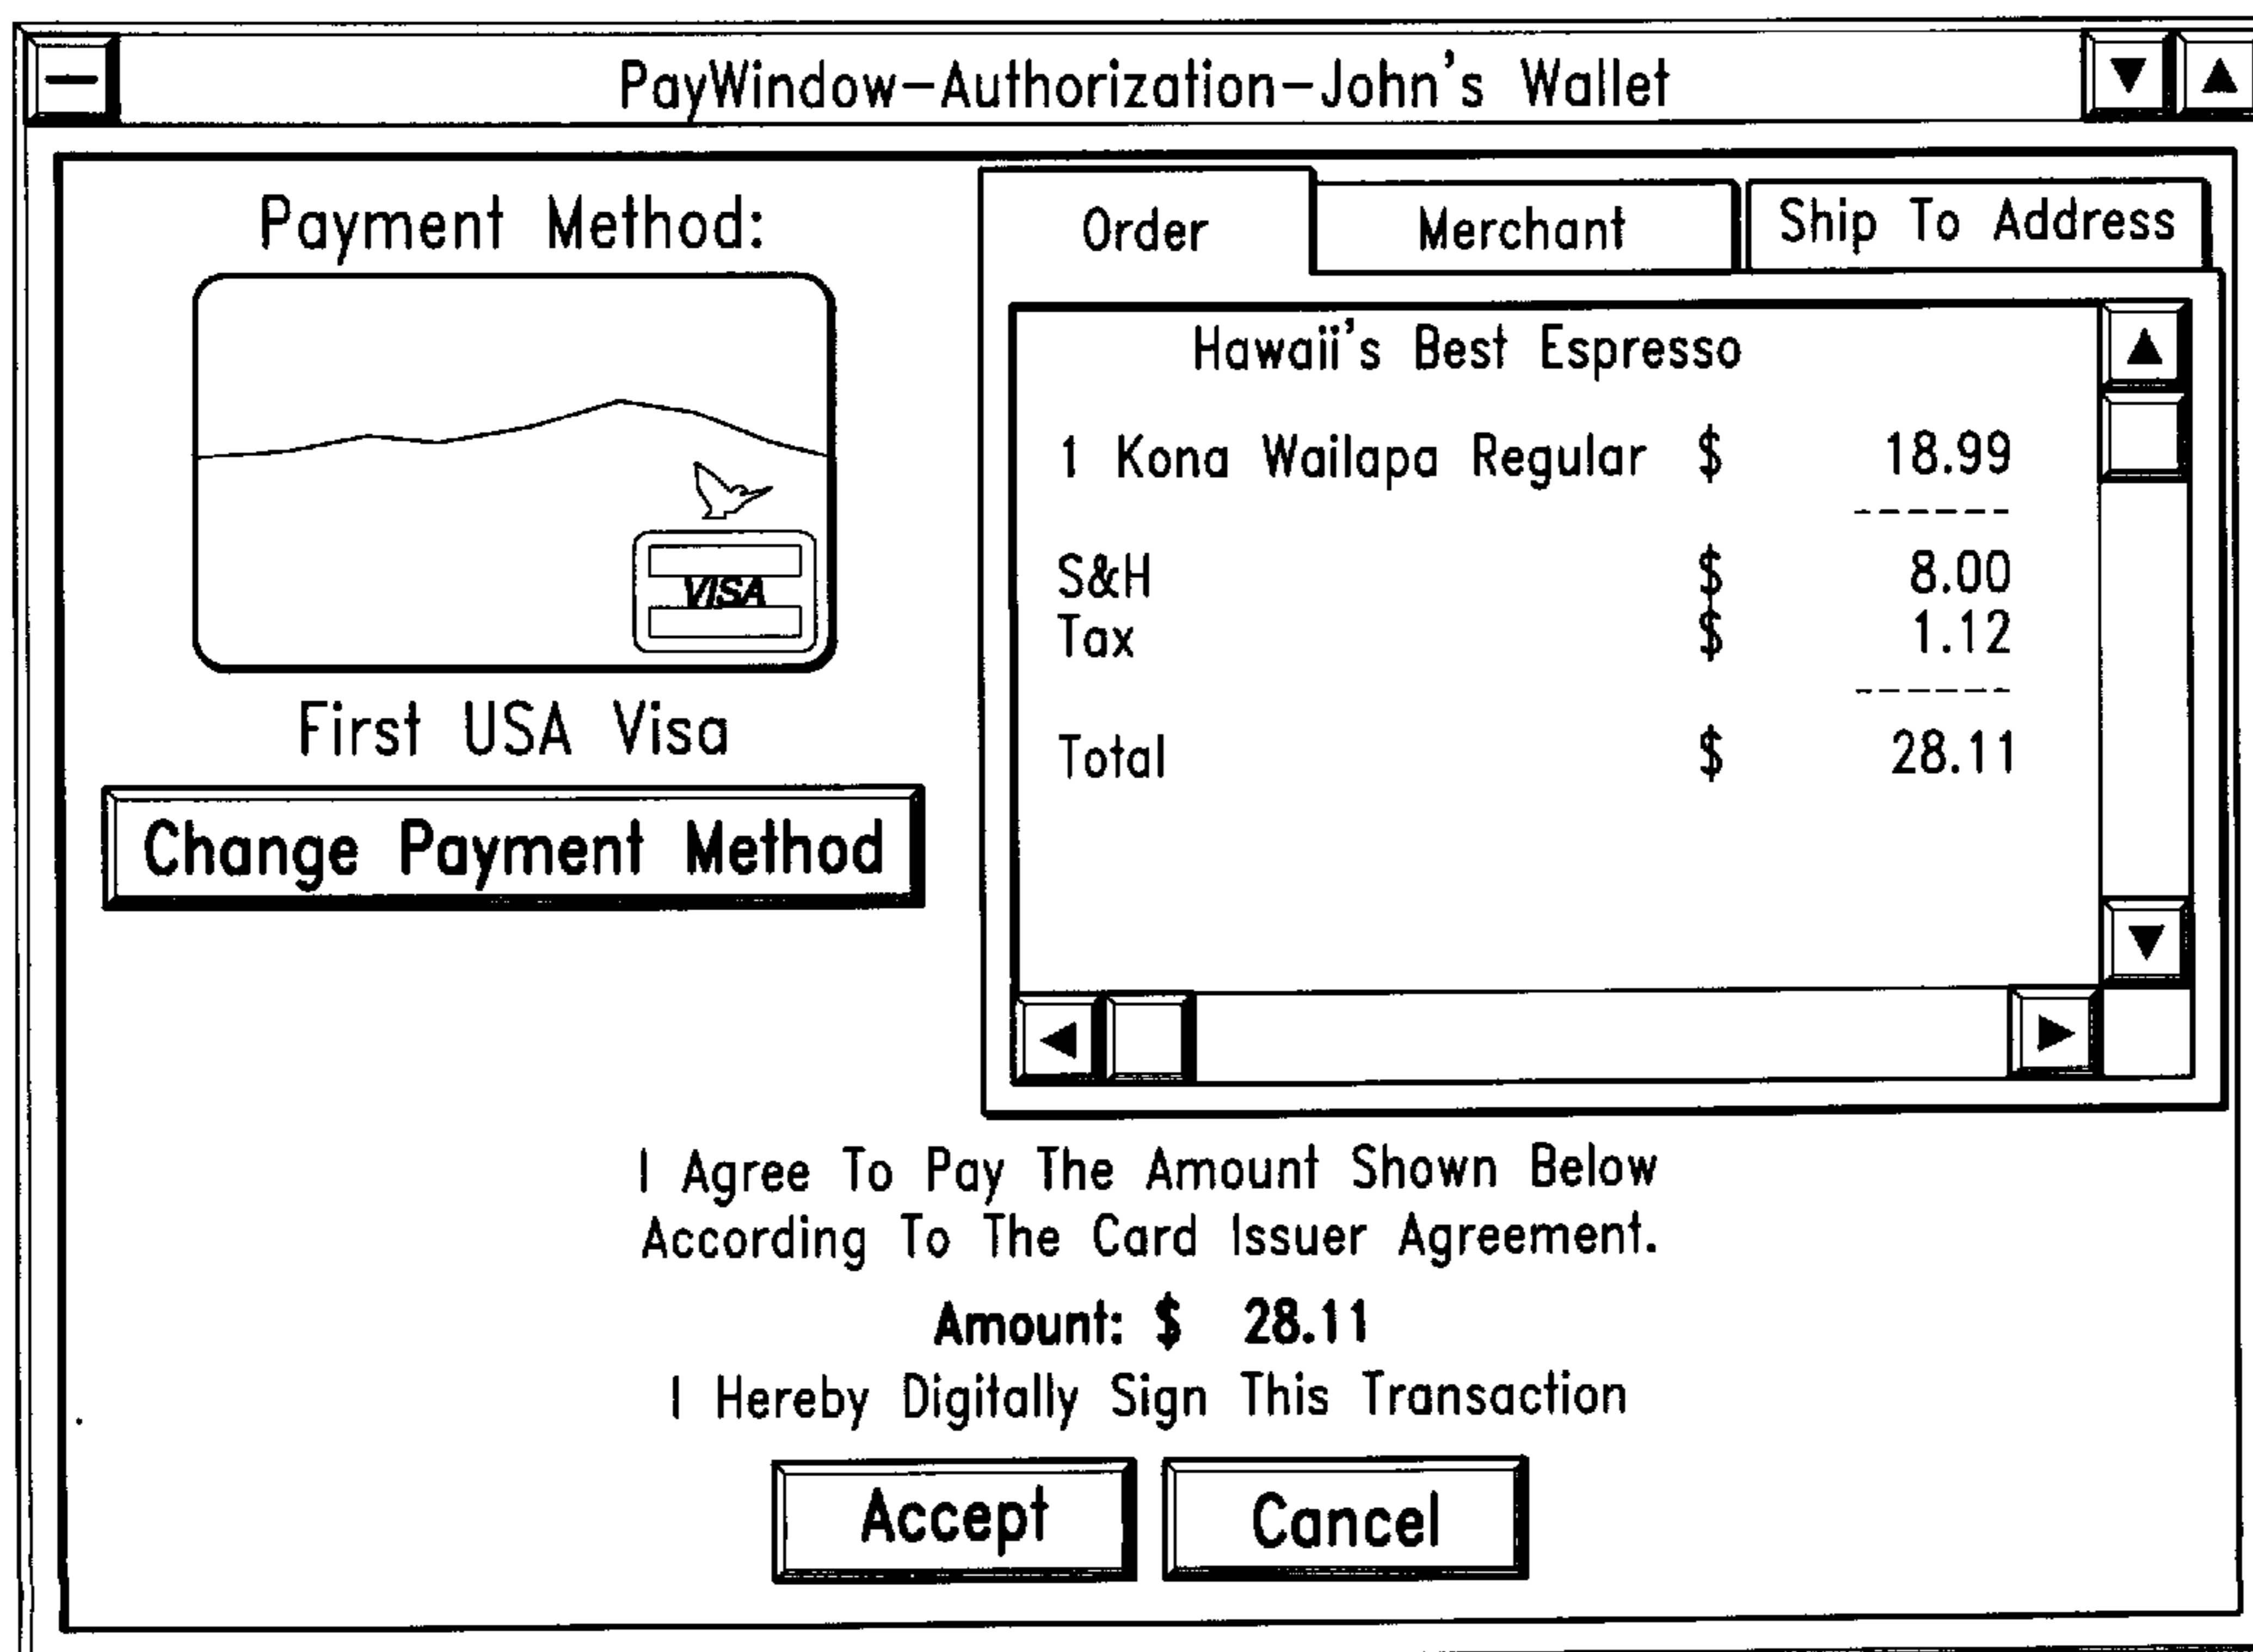 PayWindow-Authorization-John's Wallet
Payment Method:
VISA
First USA Visa
Change Payment Method
Order Merchant Ship To Address
Hawaii's Best Espresso
1 Kona Wailapa Regular $ 18.99
------
S&H $ 8.00
Tax $ 1.12
------
Total $ 28.11
I Agree To Pay The Amount Shown Below
According To The Card Issuer Agreement.
Amount: $ 28.11
I Hereby Digitally Sign This Transaction
Accept Cancel